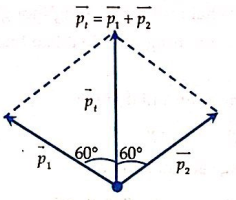 p⃗ₜ = p⃗₁ + p⃗₂
p⃗ₜ
60° 60°
p⃗₁
p⃗₂